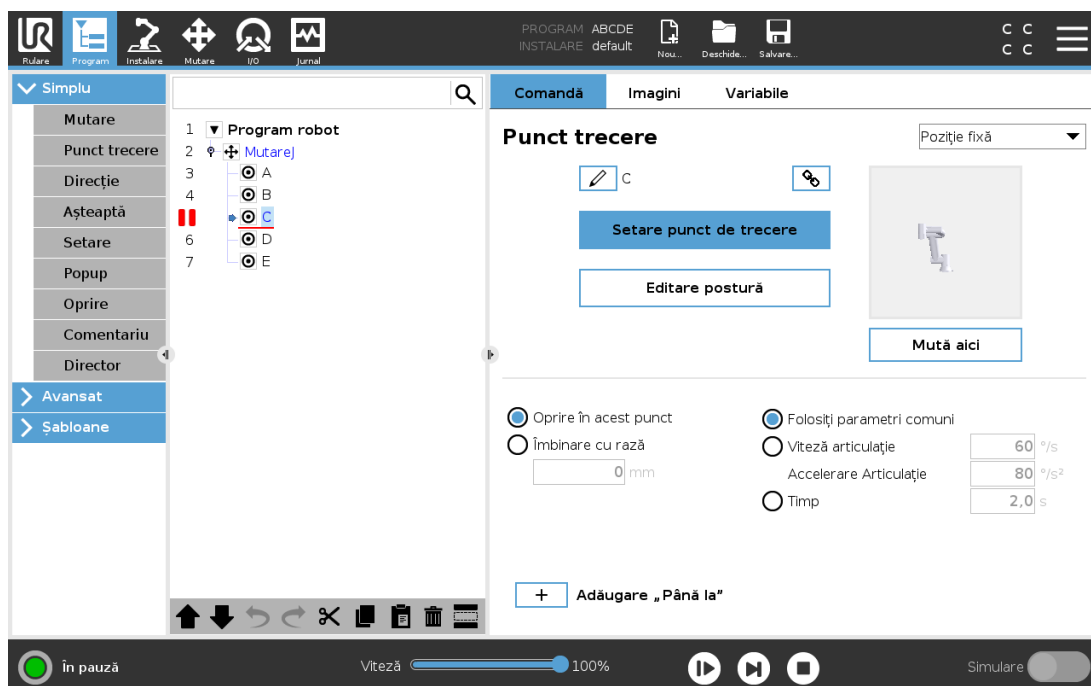 PROGRAM ABCDE
INSTALARE default
C C
C C
Rulare Program Instalare Mutare I/O Jurnal Nou... Deschide... Salvare...
Simplu
Mutare
Punct trecere
Direcție
Așteaptă
Setare
Popup
Oprire
Comentariu
Director
Avansat
Șabloane
1 Program robot
2 MutareJ
3 A
4 B
C
6 D
7 E
Comandă Imagini Variabile
Punct trecere
Poziție fixă
C
Setare punct de trecere
Editare postură
Mută aici
Oprire în acest punct
Îmbinare cu rază
0 mm
Folosiți parametri comuni
Viteză articulație 60 °/s
Accelerare Articulație 80 °/s²
Timp 2,0 s
+ Adăugare „Până la”
În pauză
Viteză 100%
Simulare